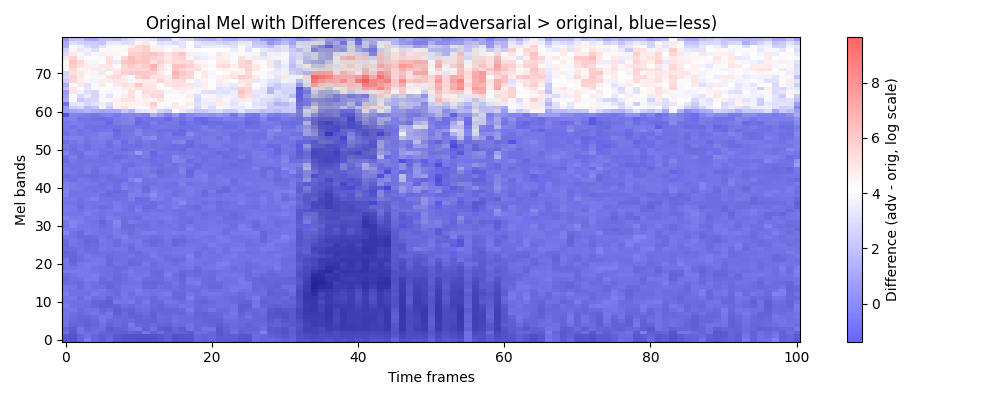 Original Mel with Differences (red=adversarial > original, blue=less)
Mel bands
70
60
50
40
30
20
10
0
0 20 40 60 80 100
Time frames
8
6
4
2
0
Difference (adv - orig, log scale)